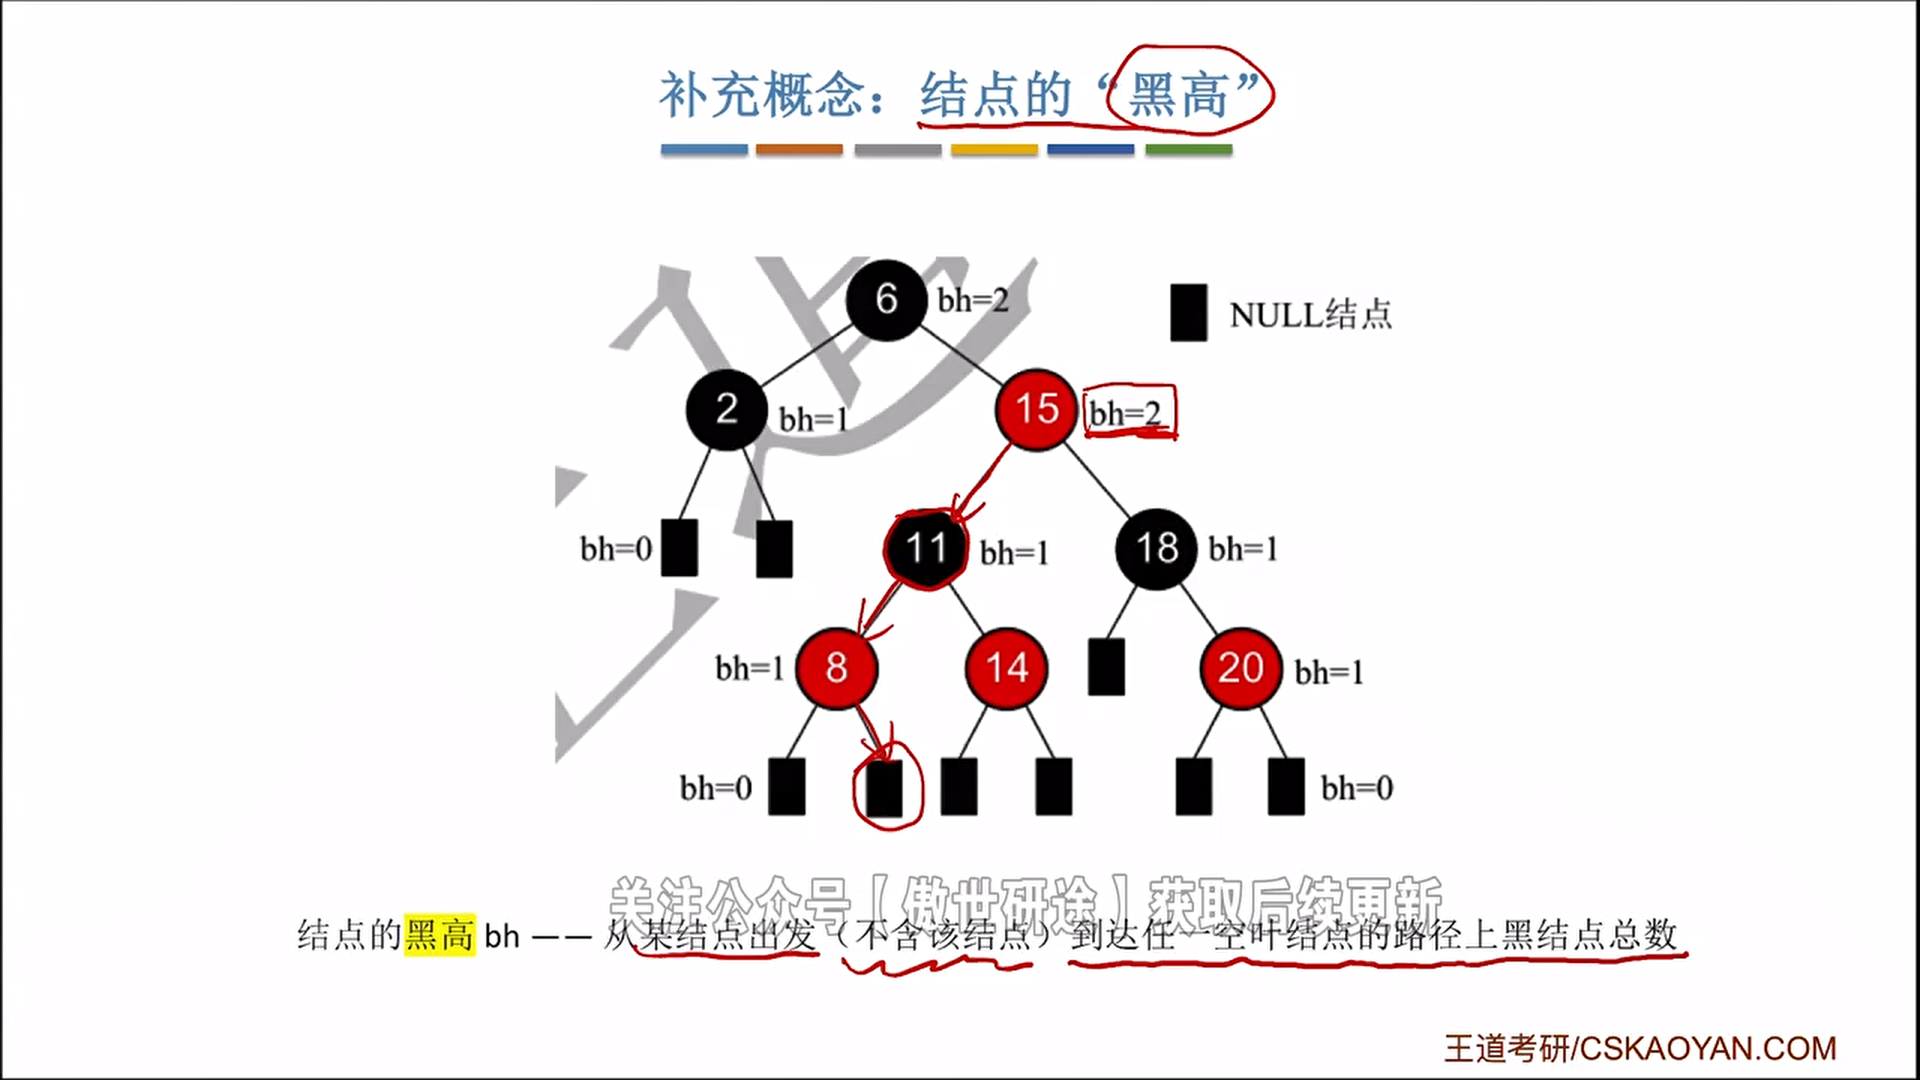 补充概念：结点的“黑高”
6 bh=2
NULL结点
2 bh=1
15 bh=2
bh=0
11 bh=1
18 bh=1
bh=1 8
14
20 bh=1
bh=0
bh=0
关注公众号【傲世研途】获取后续更新
结点的黑高 bh —— 从某结点出发（不含该结点）到达任一空叶结点的路径上黑结点总数
王道考研/CSKAOYAN.COM